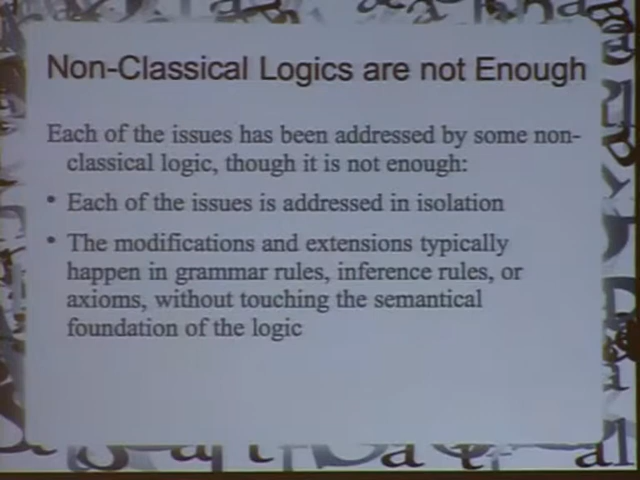 Non-Classical Logics are not Enough
Each of the issues has been addressed by some non-
classical logic, though it is not enough:
• Each of the issues is addressed in isolation
• The modifications and extensions typically
happen in grammar rules, inference rules, or
axioms, without touching the semantical
foundation of the logic